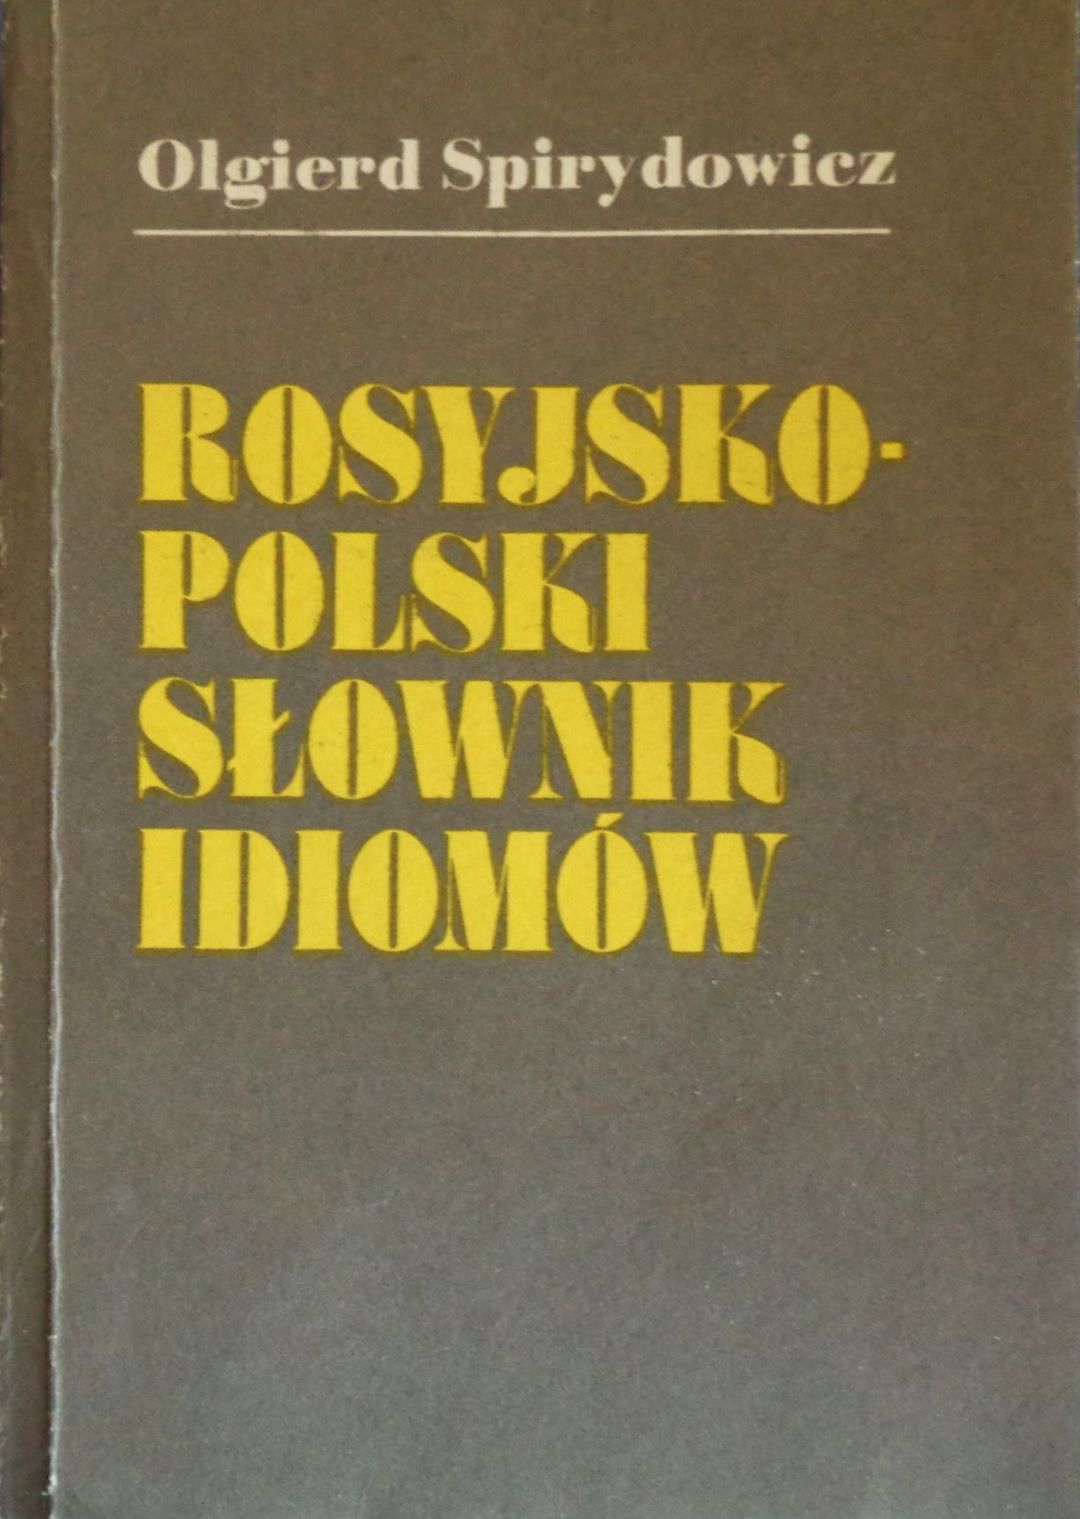 Olgierd Spirydowicz
ROSYJSKO-
POLSKI
SŁOWNIK
IDIOMÓW